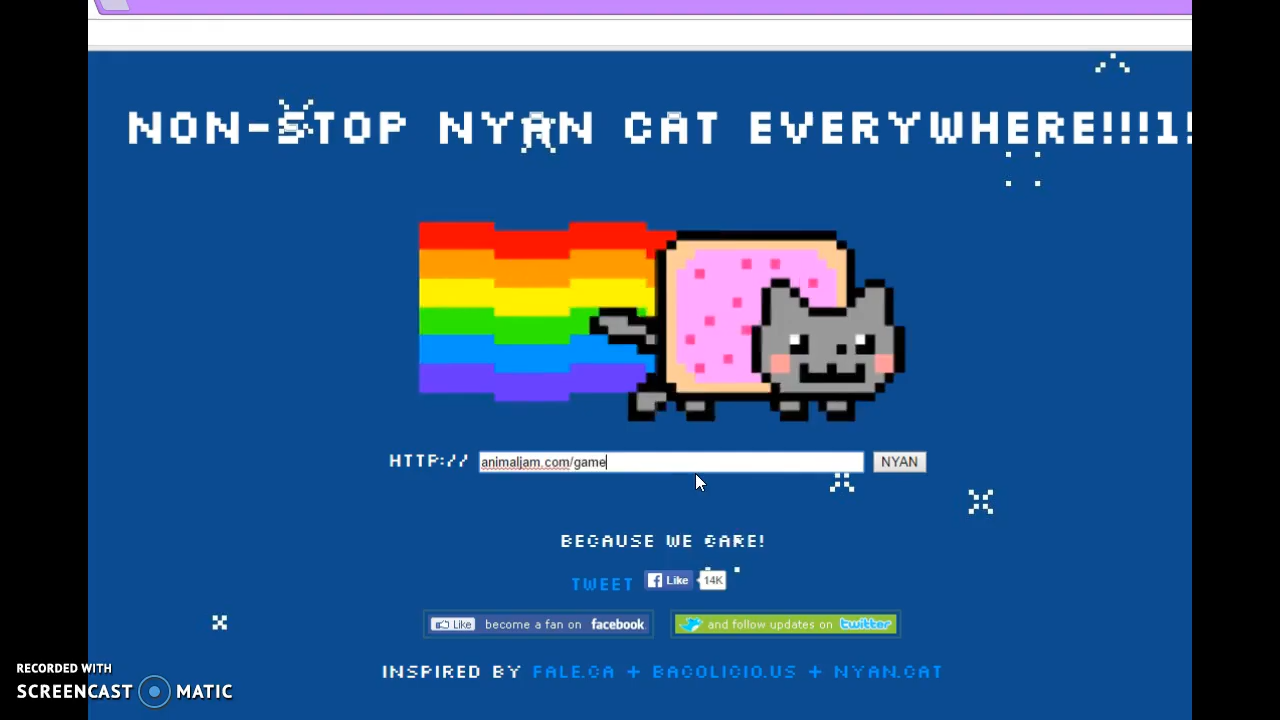 NON-STOP NYAN CAT EVERYWHERE!!!1!
HTTP:// animaljam.com/game NYAN
BECAUSE WE CARE!
TWEET Like 14K
Like become a fan on facebook and follow updates on twitter
INSPIRED BY FALE.CA + BACOLICIO.US + NYAN.CAT
RECORDED WITH
SCREENCAST MATIC